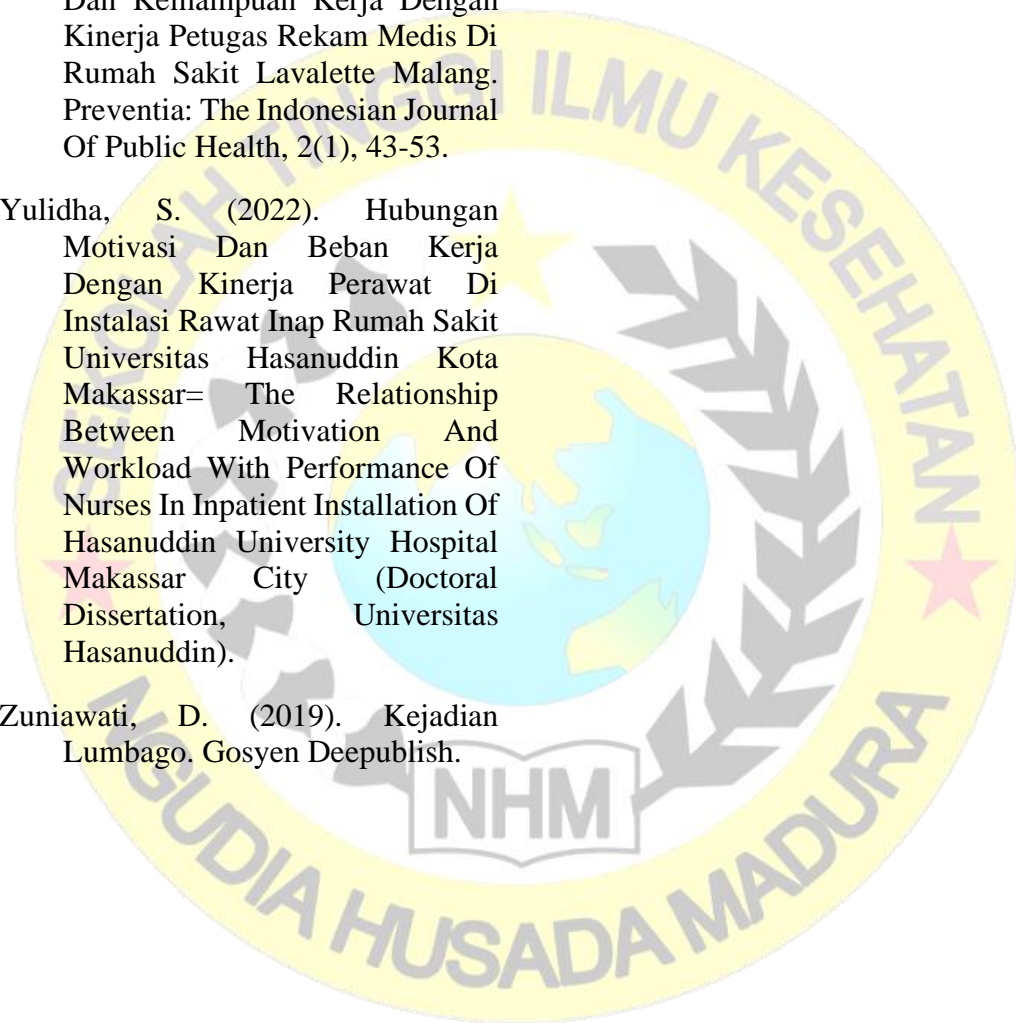 Dan Kemampuan Kerja Dengan
Kinerja Petugas Rekam Medis Di
Rumah Sakit Lavalette Malang.
Preventia: The Indonesian Journal
Of Public Health, 2(1), 43-53.
Yulidha, S. (2022). Hubungan
Motivasi Dan Beban Kerja
Dengan Kinerja Perawat Di
Instalasi Rawat Inap Rumah Sakit
Universitas Hasanuddin Kota
Makassar= The Relationship
Between Motivation And
Workload With Performance Of
Nurses In Inpatient Installation Of
Hasanuddin University Hospital
Makassar City (Doctoral
Dissertation, Universitas
Hasanuddin).
Zuniawati, D. (2019). Kejadian
Lumbago. Gosyen Deepublish.
SEKOLAH TINGGI ILMU KESEHATAN
NHM
NGUDIA HUSADA MADURA